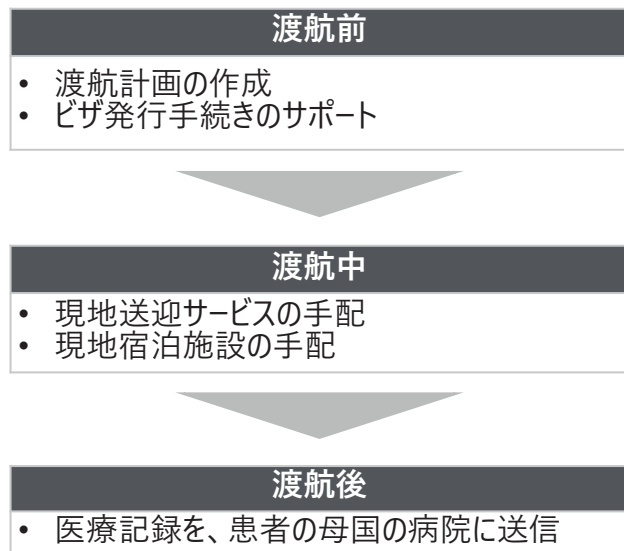 渡航前
• 渡航計画の作成
• ビザ発行手続きのサポート
渡航中
• 現地送迎サービスの手配
• 現地宿泊施設の手配
渡航後
• 医療記録を、患者の母国の病院に送信